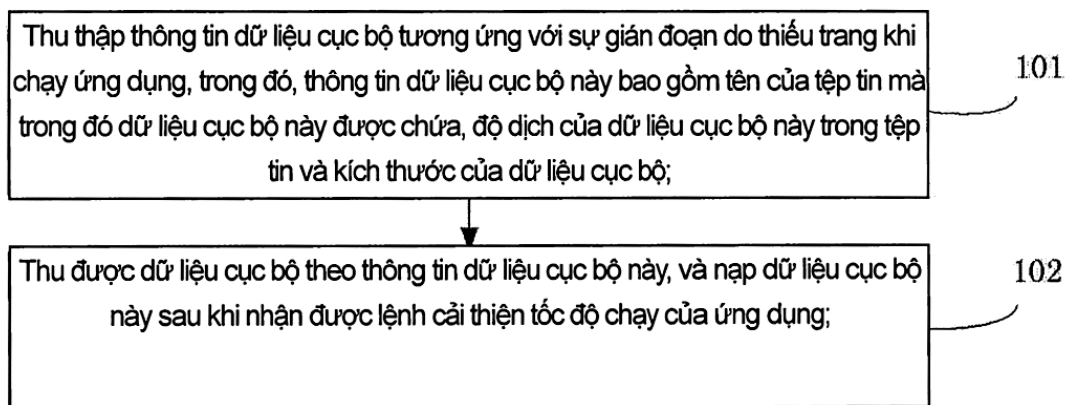 Thu thập thông tin dữ liệu cục bộ tương ứng với sự gián đoạn do thiếu trang khi
chạy ứng dụng, trong đó, thông tin dữ liệu cục bộ này bao gồm tên của tệp tin mà
trong đó dữ liệu cục bộ này được chứa, độ dịch của dữ liệu cục bộ này trong tệp
tin và kích thước của dữ liệu cục bộ;
101
Thu được dữ liệu cục bộ theo thông tin dữ liệu cục bộ này, và nạp dữ liệu cục bộ
này sau khi nhận được lệnh cải thiện tốc độ chạy của ứng dụng;
102